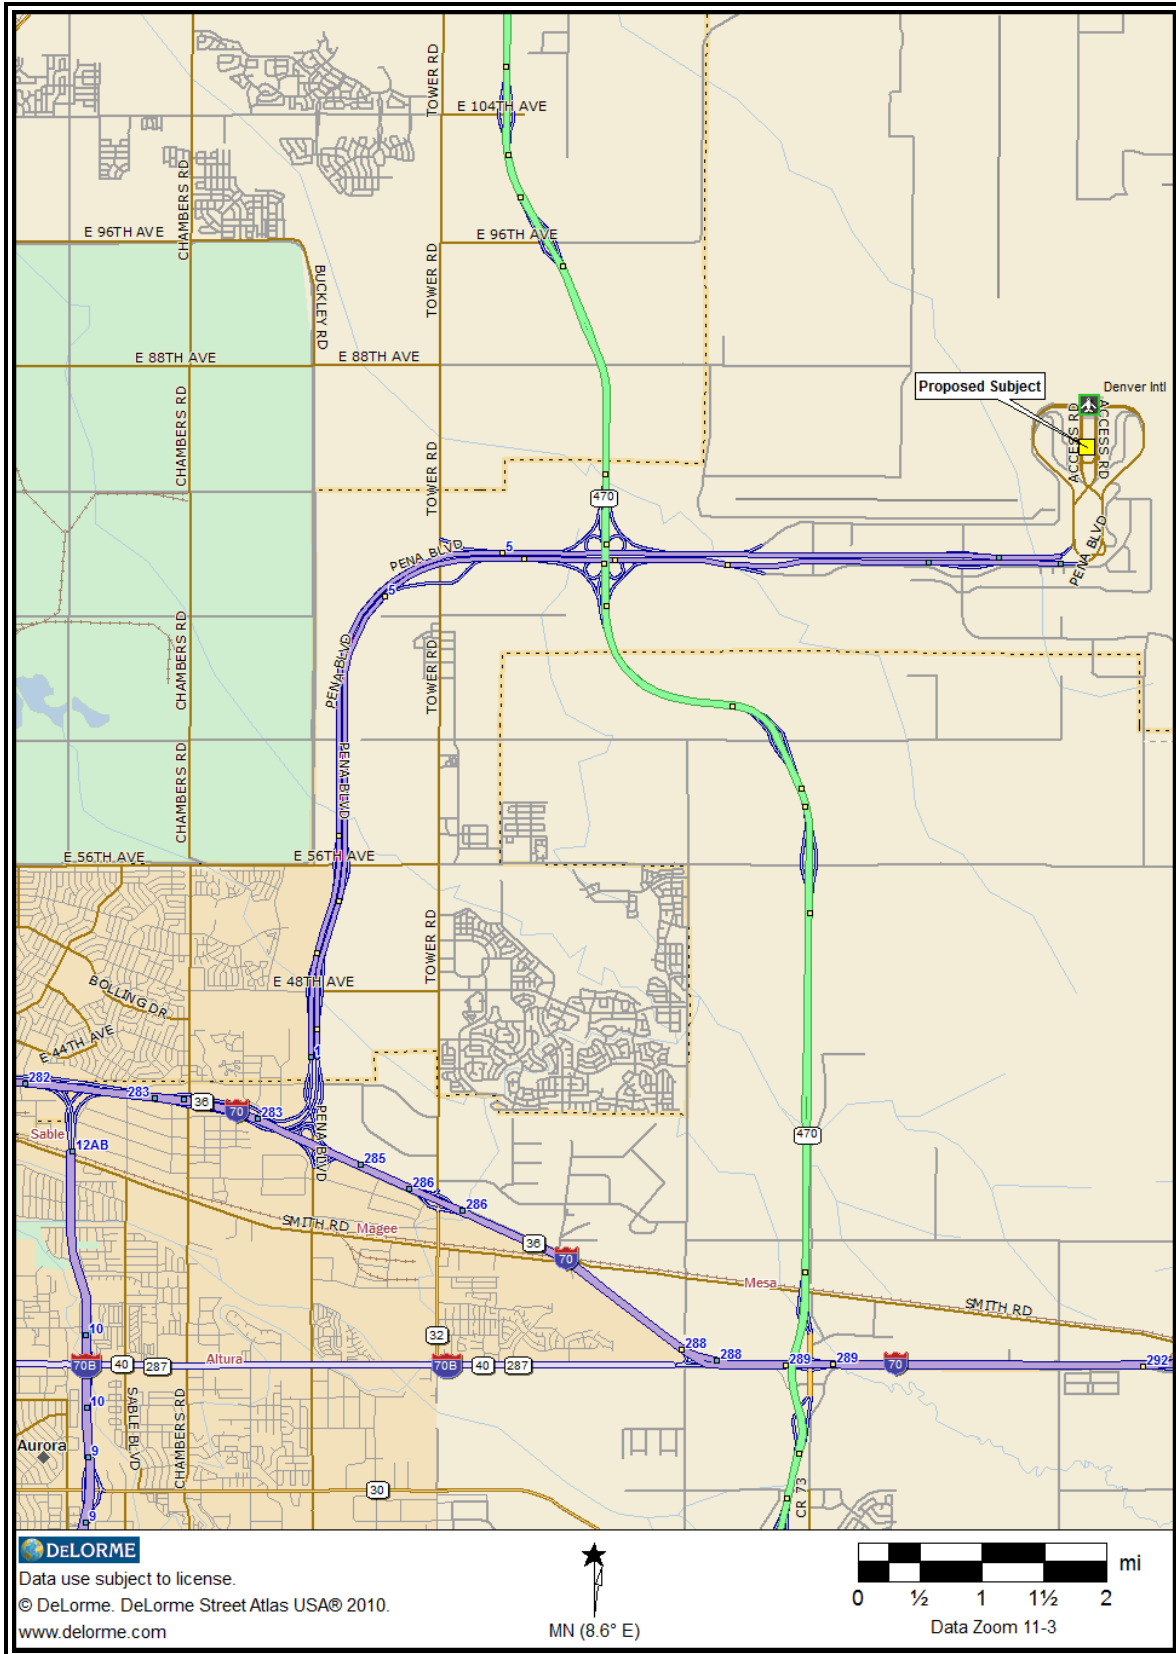 TOWER RD
E 104TH AVE
CHAMBERS RD
E 96TH AVE
E 96TH AVE
TOWER RD
BUCKLEY RD
E 88TH AVE
E 88TH AVE
Proposed Subject
Denver Intl
ACCESS RD
ACCESS RD
CHAMBERS RD
TOWER RD
470
PENA BLVD
5
PENA BLVD
5
CHAMBERS RD
PENA BLVD
TOWER RD
PENA BLVD
CHAMBERS RD
E 56TH AVE
E 56TH AVE
TOWER RD
E 48TH AVE
BOLLING DR
E 44TH AVE
1
282
283
36
70
283
PENA BLVD
470
Sable
12AB
285
286
286
SMITH RD
Magee
36
70
Mesa
SMITH RD
10
32
288
288
70B
40
287
Altura
70B
40
287
289
289
70
292
10
SABLE BLVD
CHAMBERS RD
Aurora
9
30
CR 73
9
DELORME
Data use subject to license.
© DeLorme. DeLorme Street Atlas USA® 2010.
www.delorme.com
MN (8.6° E)
mi
0 ½ 1 1½ 2
Data Zoom 11-3